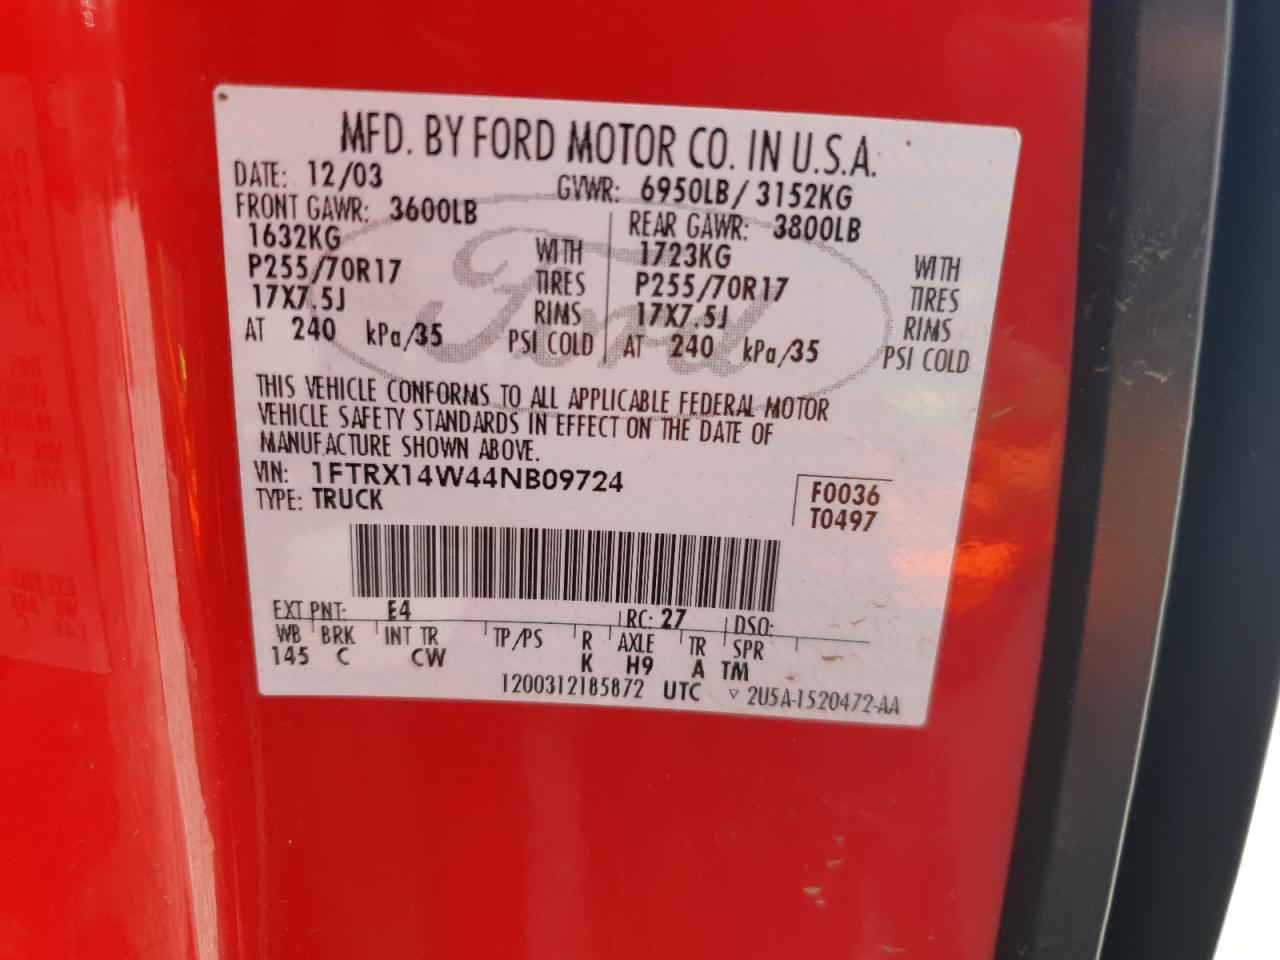 MFD. BY FORD MOTOR CO. IN U.S.A.
DATE: 12/03 GVWR: 6950LB/ 3152KG
FRONT GAWR: 3600LB REAR GAWR: 3800LB
1632KG WITH 1723KG WITH
P255/70R17 TIRES P255/70R17 TIRES
17X7.5J RIMS 17X7.5J RIMS
AT 240 kPa/35 PSI COLD AT 240 kPa/35 PSI COLD
Ford
THIS VEHICLE CONFORMS TO ALL APPLICABLE FEDERAL MOTOR
VEHICLE SAFETY STANDARDS IN EFFECT ON THE DATE OF
MANUFACTURE SHOWN ABOVE.
VIN: 1FTRX14W44NB09724 F0036
TYPE: TRUCK T0497
EXT PNT: E4 RC: 27 DSO:
WB BRK INT TR TP/PS R AXLE TR SPR
145 C CW K H9 A TM
1200312185872 UTC ▽ 2U5A-1520472-AA